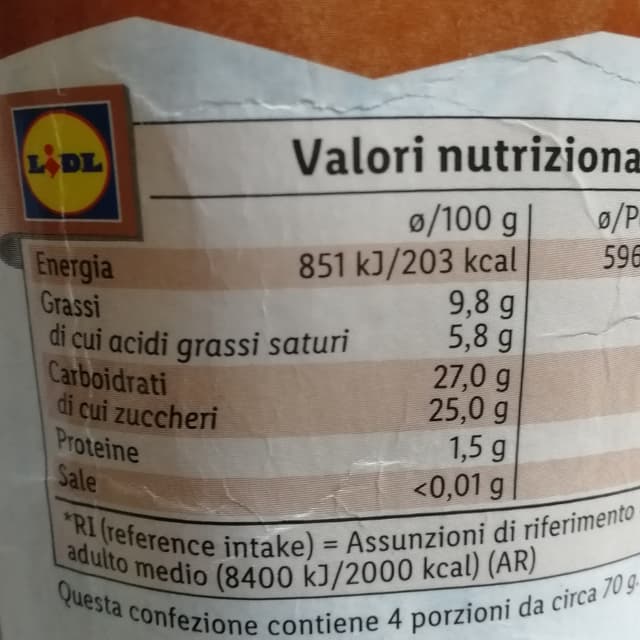 LIDL
Valori nutriziona
ø/100 g ø/P
Energia 851 kJ/203 kcal 596
Grassi 9,8 g
di cui acidi grassi saturi 5,8 g
Carboidrati 27,0 g
di cui zuccheri 25,0 g
Proteine 1,5 g
Sale <0,01 g
*RI (reference intake) = Assunzioni di riferimento
adulto medio (8400 kJ/2000 kcal) (AR)
Questa confezione contiene 4 porzioni da circa 70 g.